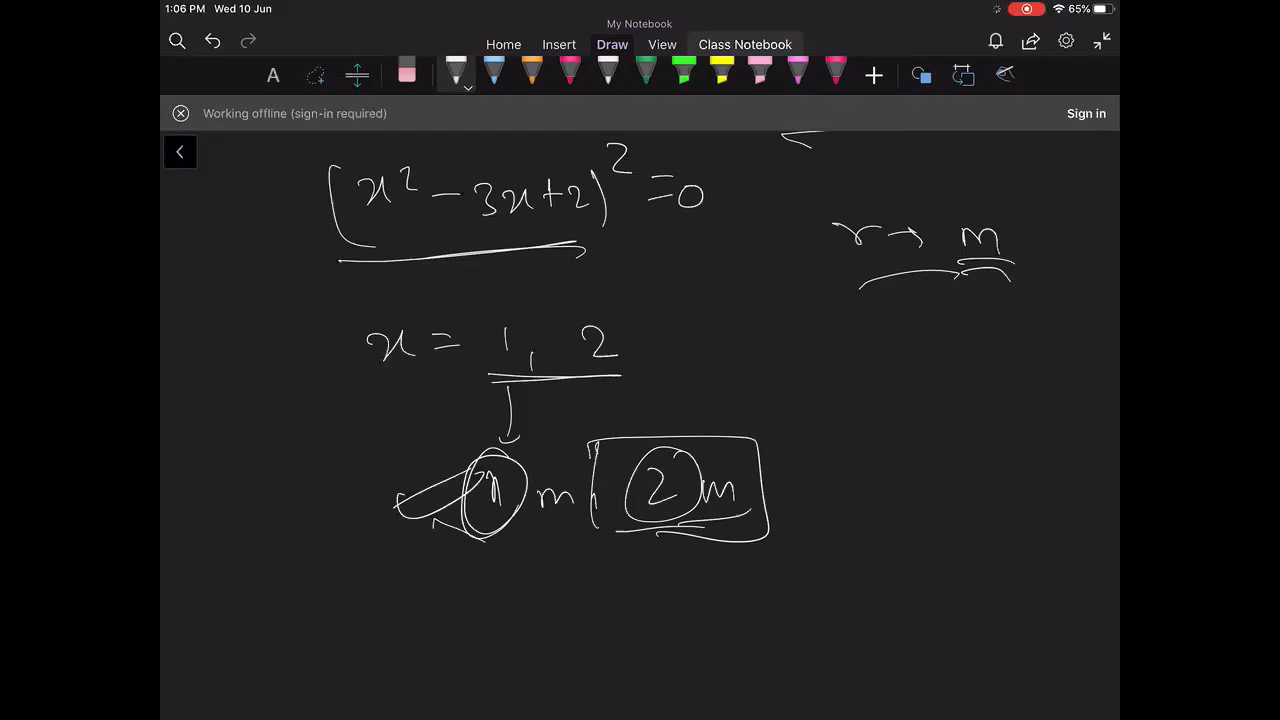 1:06 PM Wed 10 Jun
65%
My Notebook
Home Insert Draw View Class Notebook
A
Working offline (sign-in required) Sign in
(x² - 3x + 2)² = 0
r → m
x = 1, 2
m 2 m